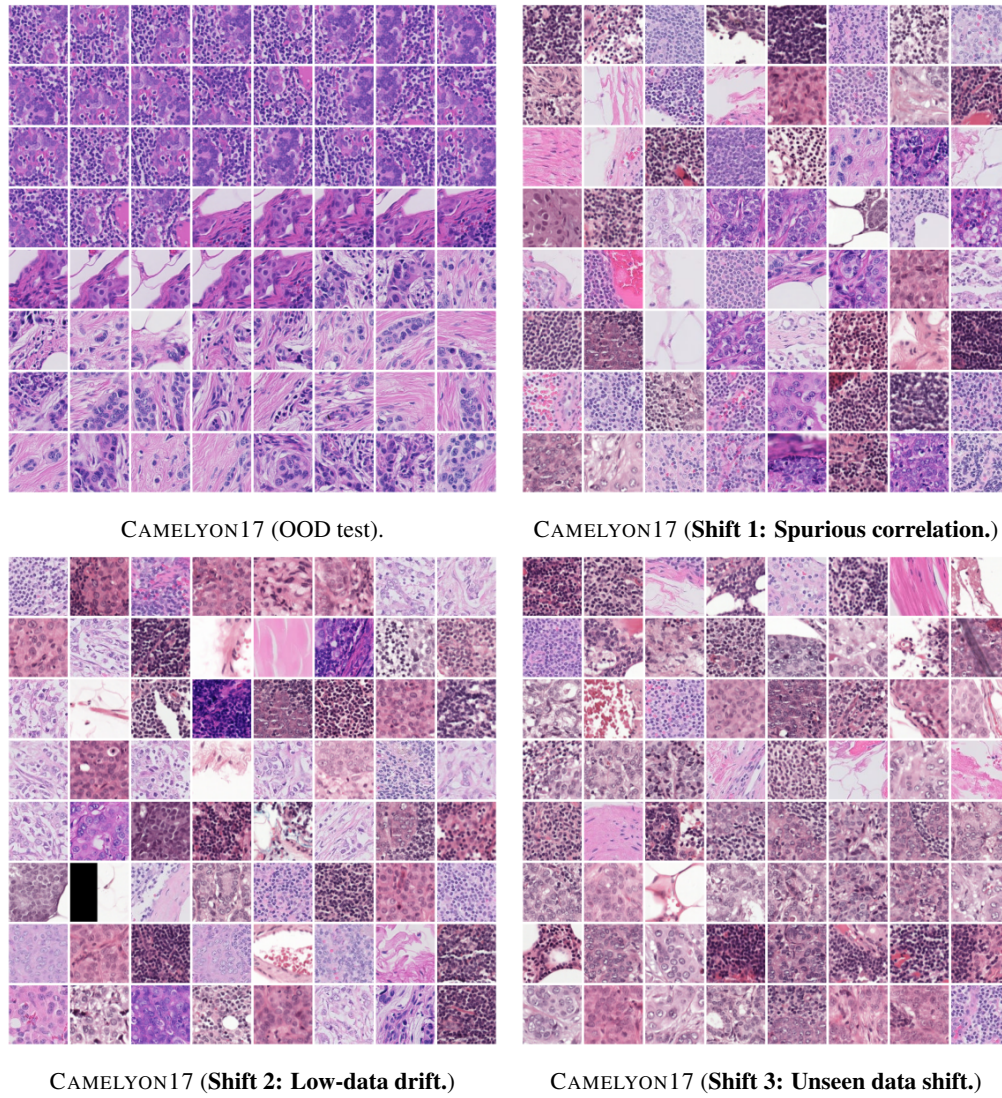 CAMELYON17 (OOD test).
CAMELYON17 (Shift 1: Spurious correlation.)
CAMELYON17 (Shift 2: Low-data drift.)
CAMELYON17 (Shift 3: Unseen data shift.)